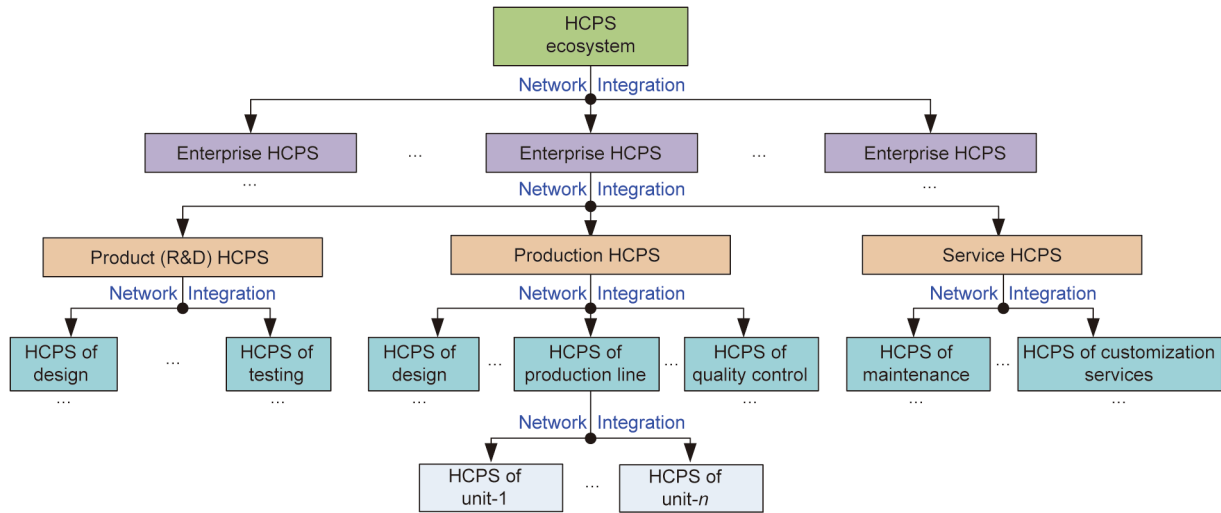 HCPS
ecosystem
Network Integration
Enterprise HCPS ... Enterprise HCPS ... Enterprise HCPS
... Network Integration ...
Product (R&D) HCPS Production HCPS Service HCPS
Network Integration Network Integration Network Integration
HCPS of
design
...
HCPS of
testing
HCPS of
design
...
HCPS of
production line
...
HCPS of
quality control
HCPS of
maintenance
...
HCPS of customization
services
... ... ... ... ... ...
Network Integration
HCPS of
unit-1
...
HCPS of
unit-n